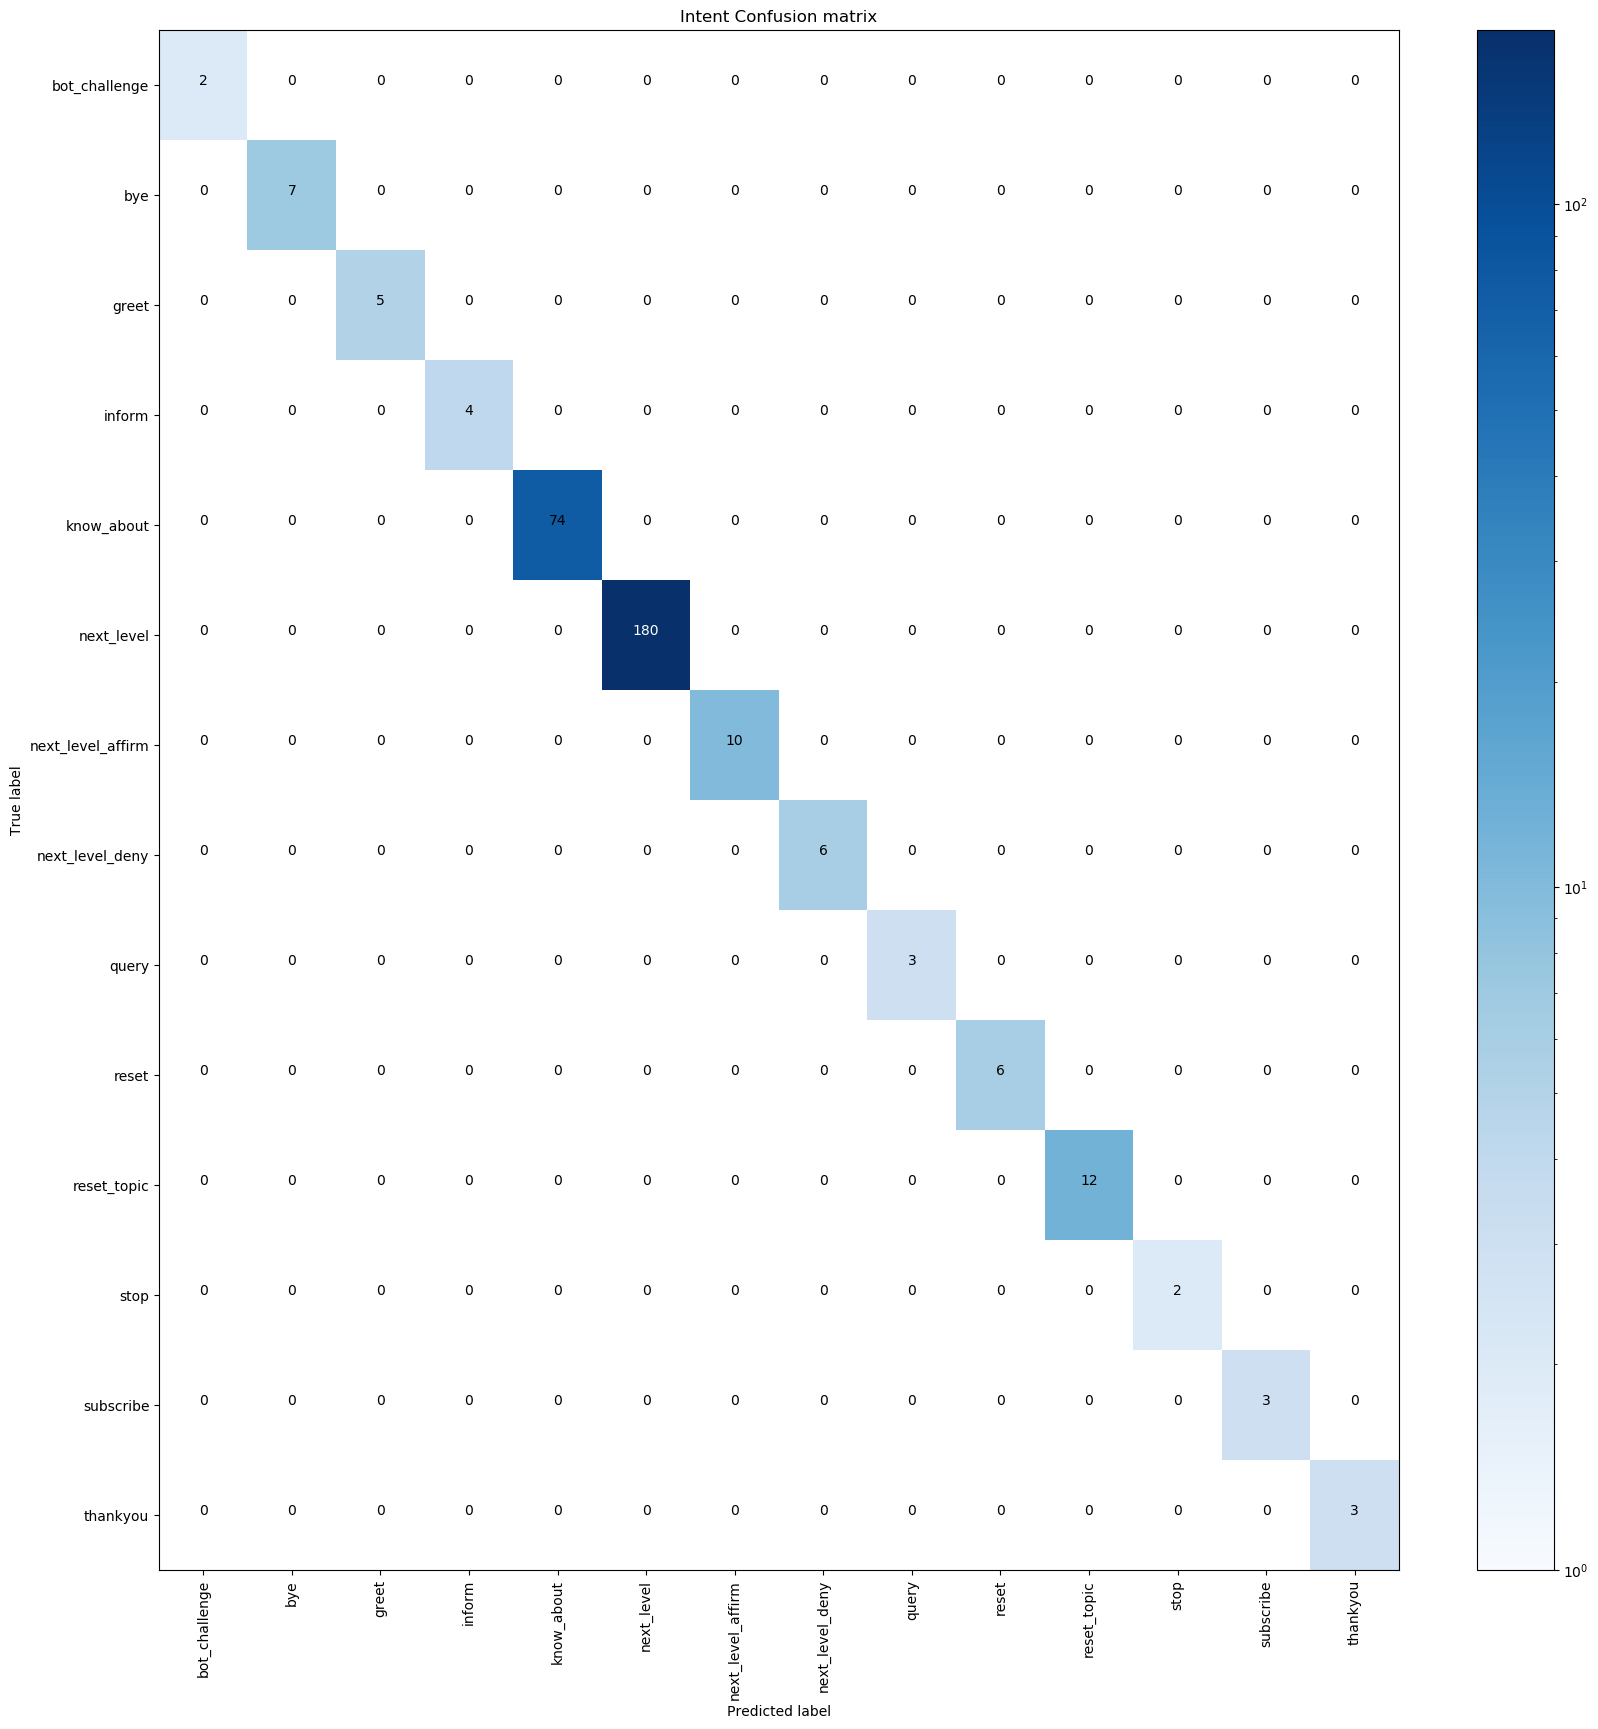 Intent Confusion matrix
bot_challenge 2 0 0 0 0 0 0 0 0 0 0 0 0 0
bye 0 7 0 0 0 0 0 0 0 0 0 0 0 0
greet 0 0 5 0 0 0 0 0 0 0 0 0 0 0
inform 0 0 0 4 0 0 0 0 0 0 0 0 0 0
know_about 0 0 0 0 74 0 0 0 0 0 0 0 0 0
next_level 0 0 0 0 0 180 0 0 0 0 0 0 0 0
next_level_affirm 0 0 0 0 0 0 10 0 0 0 0 0 0 0
next_level_deny 0 0 0 0 0 0 0 6 0 0 0 0 0 0
query 0 0 0 0 0 0 0 0 3 0 0 0 0 0
reset 0 0 0 0 0 0 0 0 0 6 0 0 0 0
reset_topic 0 0 0 0 0 0 0 0 0 0 12 0 0 0
stop 0 0 0 0 0 0 0 0 0 0 0 2 0 0
subscribe 0 0 0 0 0 0 0 0 0 0 0 0 3 0
thankyou 0 0 0 0 0 0 0 0 0 0 0 0 0 3
True label
bot_challenge
bye
greet
inform
know_about
next_level
next_level_affirm
next_level_deny
query
reset
reset_topic
stop
subscribe
thankyou
Predicted label
10²
10¹
10⁰